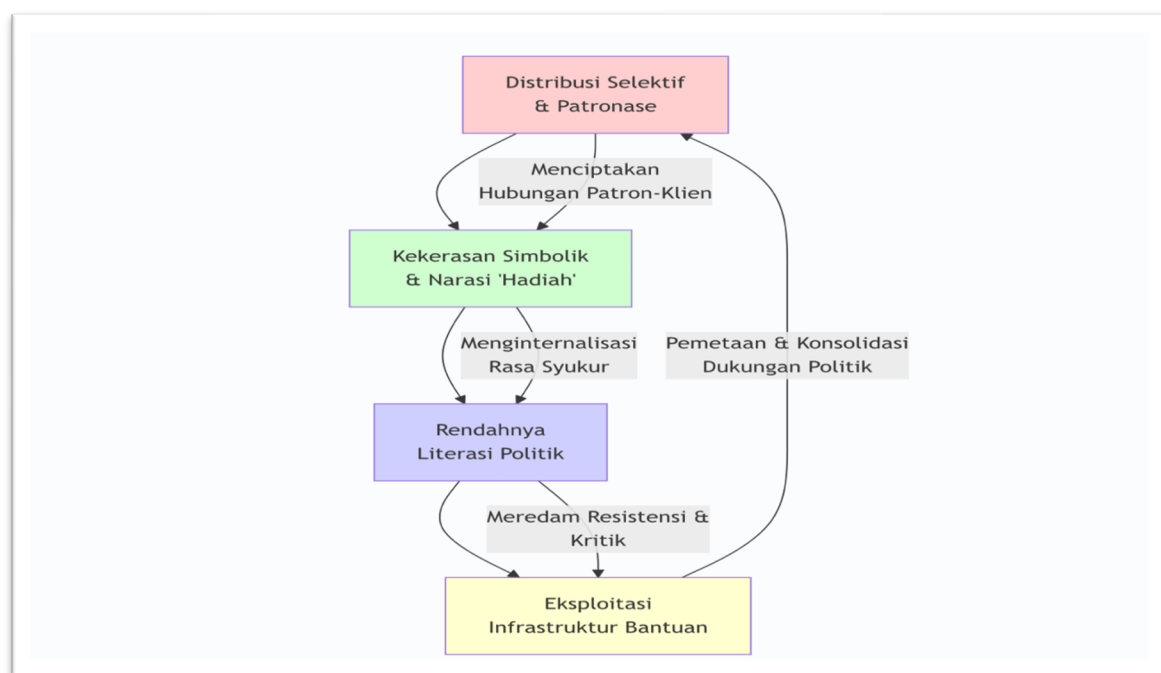 Distribusi Selektif
& Patronase
Menciptakan
Hubungan Patron-Klien
Kekerasan Simbolik
& Narasi 'Hadiah'
Menginternalisasi
Rasa Syukur
Pemetaan & Konsolidasi
Dukungan Politik
Rendahnya
Literasi Politik
Meredam Resistensi &
Kritik
Eksploitasi
Infrastruktur Bantuan